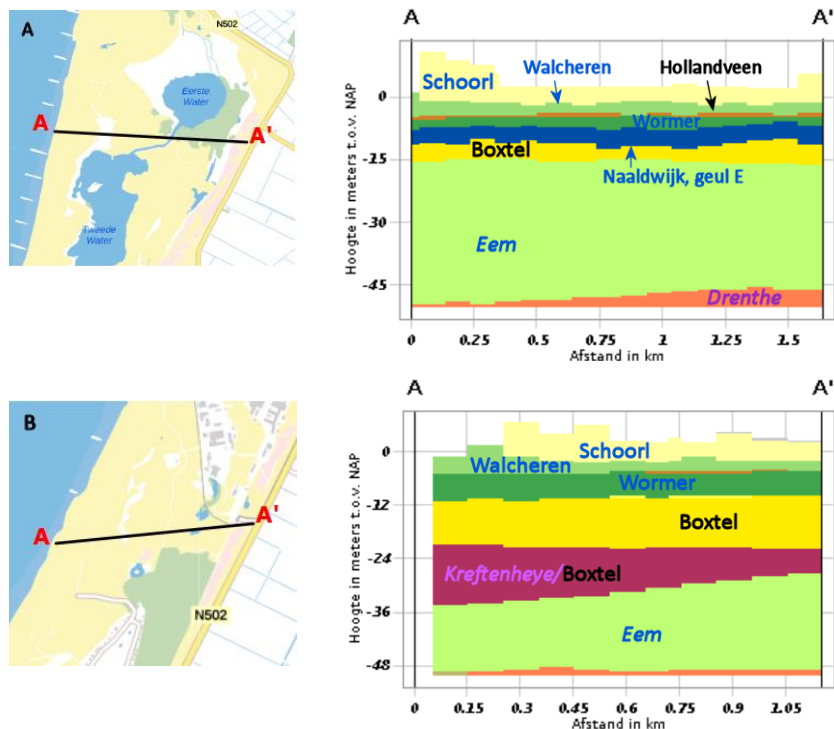 A
N502
Eerste
Water
A
A'
Tweede
Water
A
A'
Schoorl
Walcheren
Hollandveen
Wormer
Boxtel
Naaldwijk, geul E
Eem
Drenthe
Hoogte in meters t.o.v. NAP
0
-15
-30
-45
0
0.25
0.5
0.75
1
1.25
1.5
Afstand in km
B
A
A'
N502
A
A'
Schoorl
Walcheren
Wormer
Boxtel
Kreftenheye/Boxtel
Eem
Hoogte in meters t.o.v. NAP
0
-12
-24
-36
-48
0
0.15
0.3
0.45
0.6
0.75
0.9
1.05
Afstand in km